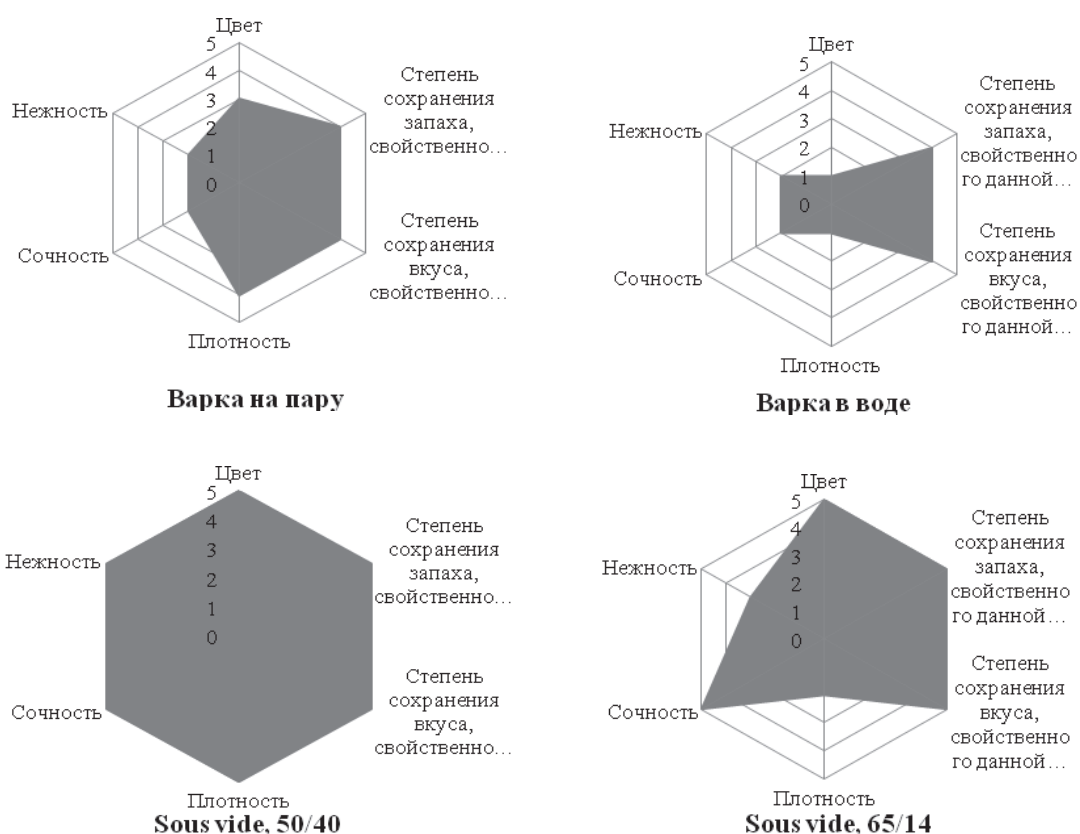 Цвет
5
4
3
2
1
0
Степень
сохранения
запаха,
свойственно...
Степень
сохранения
вкуса,
свойственно...
Плотность
Сочность
Нежность
Варка на пару
Цвет
5
4
3
2
1
0
Степень
сохранения
запаха,
свойственно
го данной...
Степень
сохранения
вкуса,
свойственно
го данной...
Плотность
Сочность
Нежность
Варка в воде
Цвет
5
4
3
2
1
0
Степень
сохранения
запаха,
свойственно...
Степень
сохранения
вкуса,
свойственно...
Плотность
Сочность
Нежность
Sous vide, 50/40
Цвет
5
4
3
2
1
0
Степень
сохранения
запаха,
свойственно
го данной...
Степень
сохранения
вкуса,
свойственно
го данной...
Плотность
Сочность
Нежность
Sous vide, 65/14